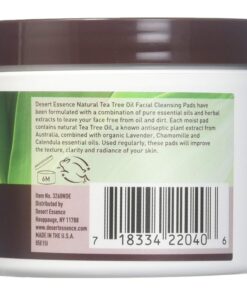 Desert Essence Natural Tea Tree Oil Facial Cleansing Pads have
been formulated with a combination of pure essential oils and herbal
extracts to leave your face free from oil and dirt. Each moist pad
contains natural Tea Tree Oil, a known antiseptic plant extract from
Australia, combined with organic Lavender, Chamomille and
Calendula essential oils. Used regularly, these pads will improve
the texture, clarity and radiance of your skin.
6M
Item No. 3260WDE
Distributed by
Desert Essence
Hauppauge, NY 11788
www.desertessence.com
MADE IN THE U.S.A.
7 18334 22040 6